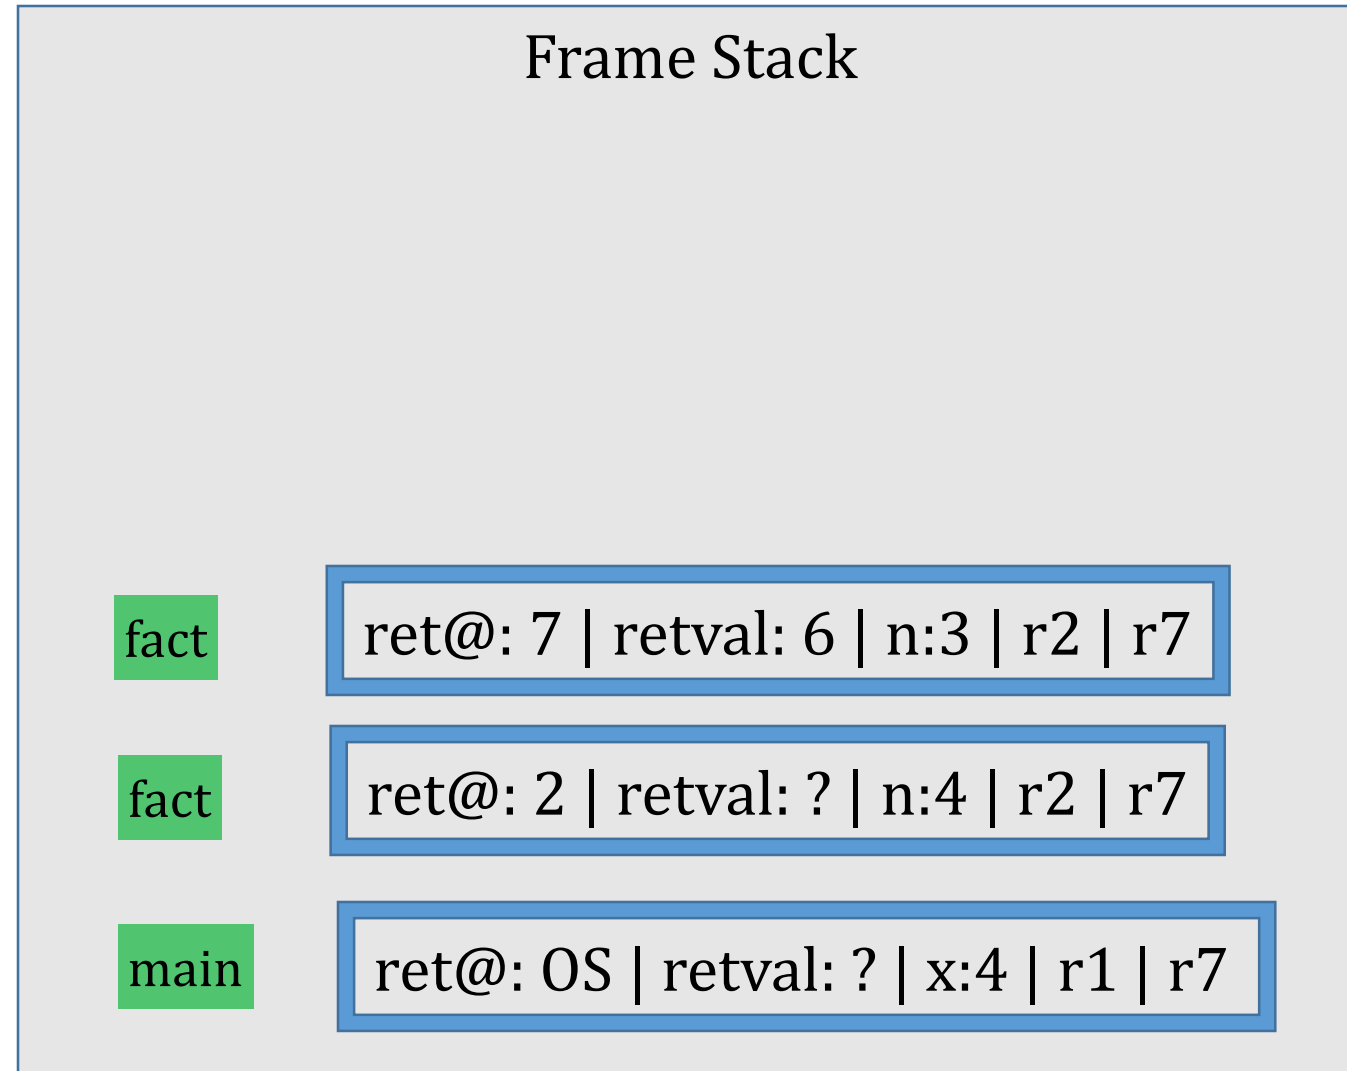 Frame Stack
fact
ret@: 7 | retval: 6 | n:3 | r2 | r7
fact
ret@: 2 | retval: ? | n:4 | r2 | r7
main
ret@: OS | retval: ? | x:4 | r1 | r7